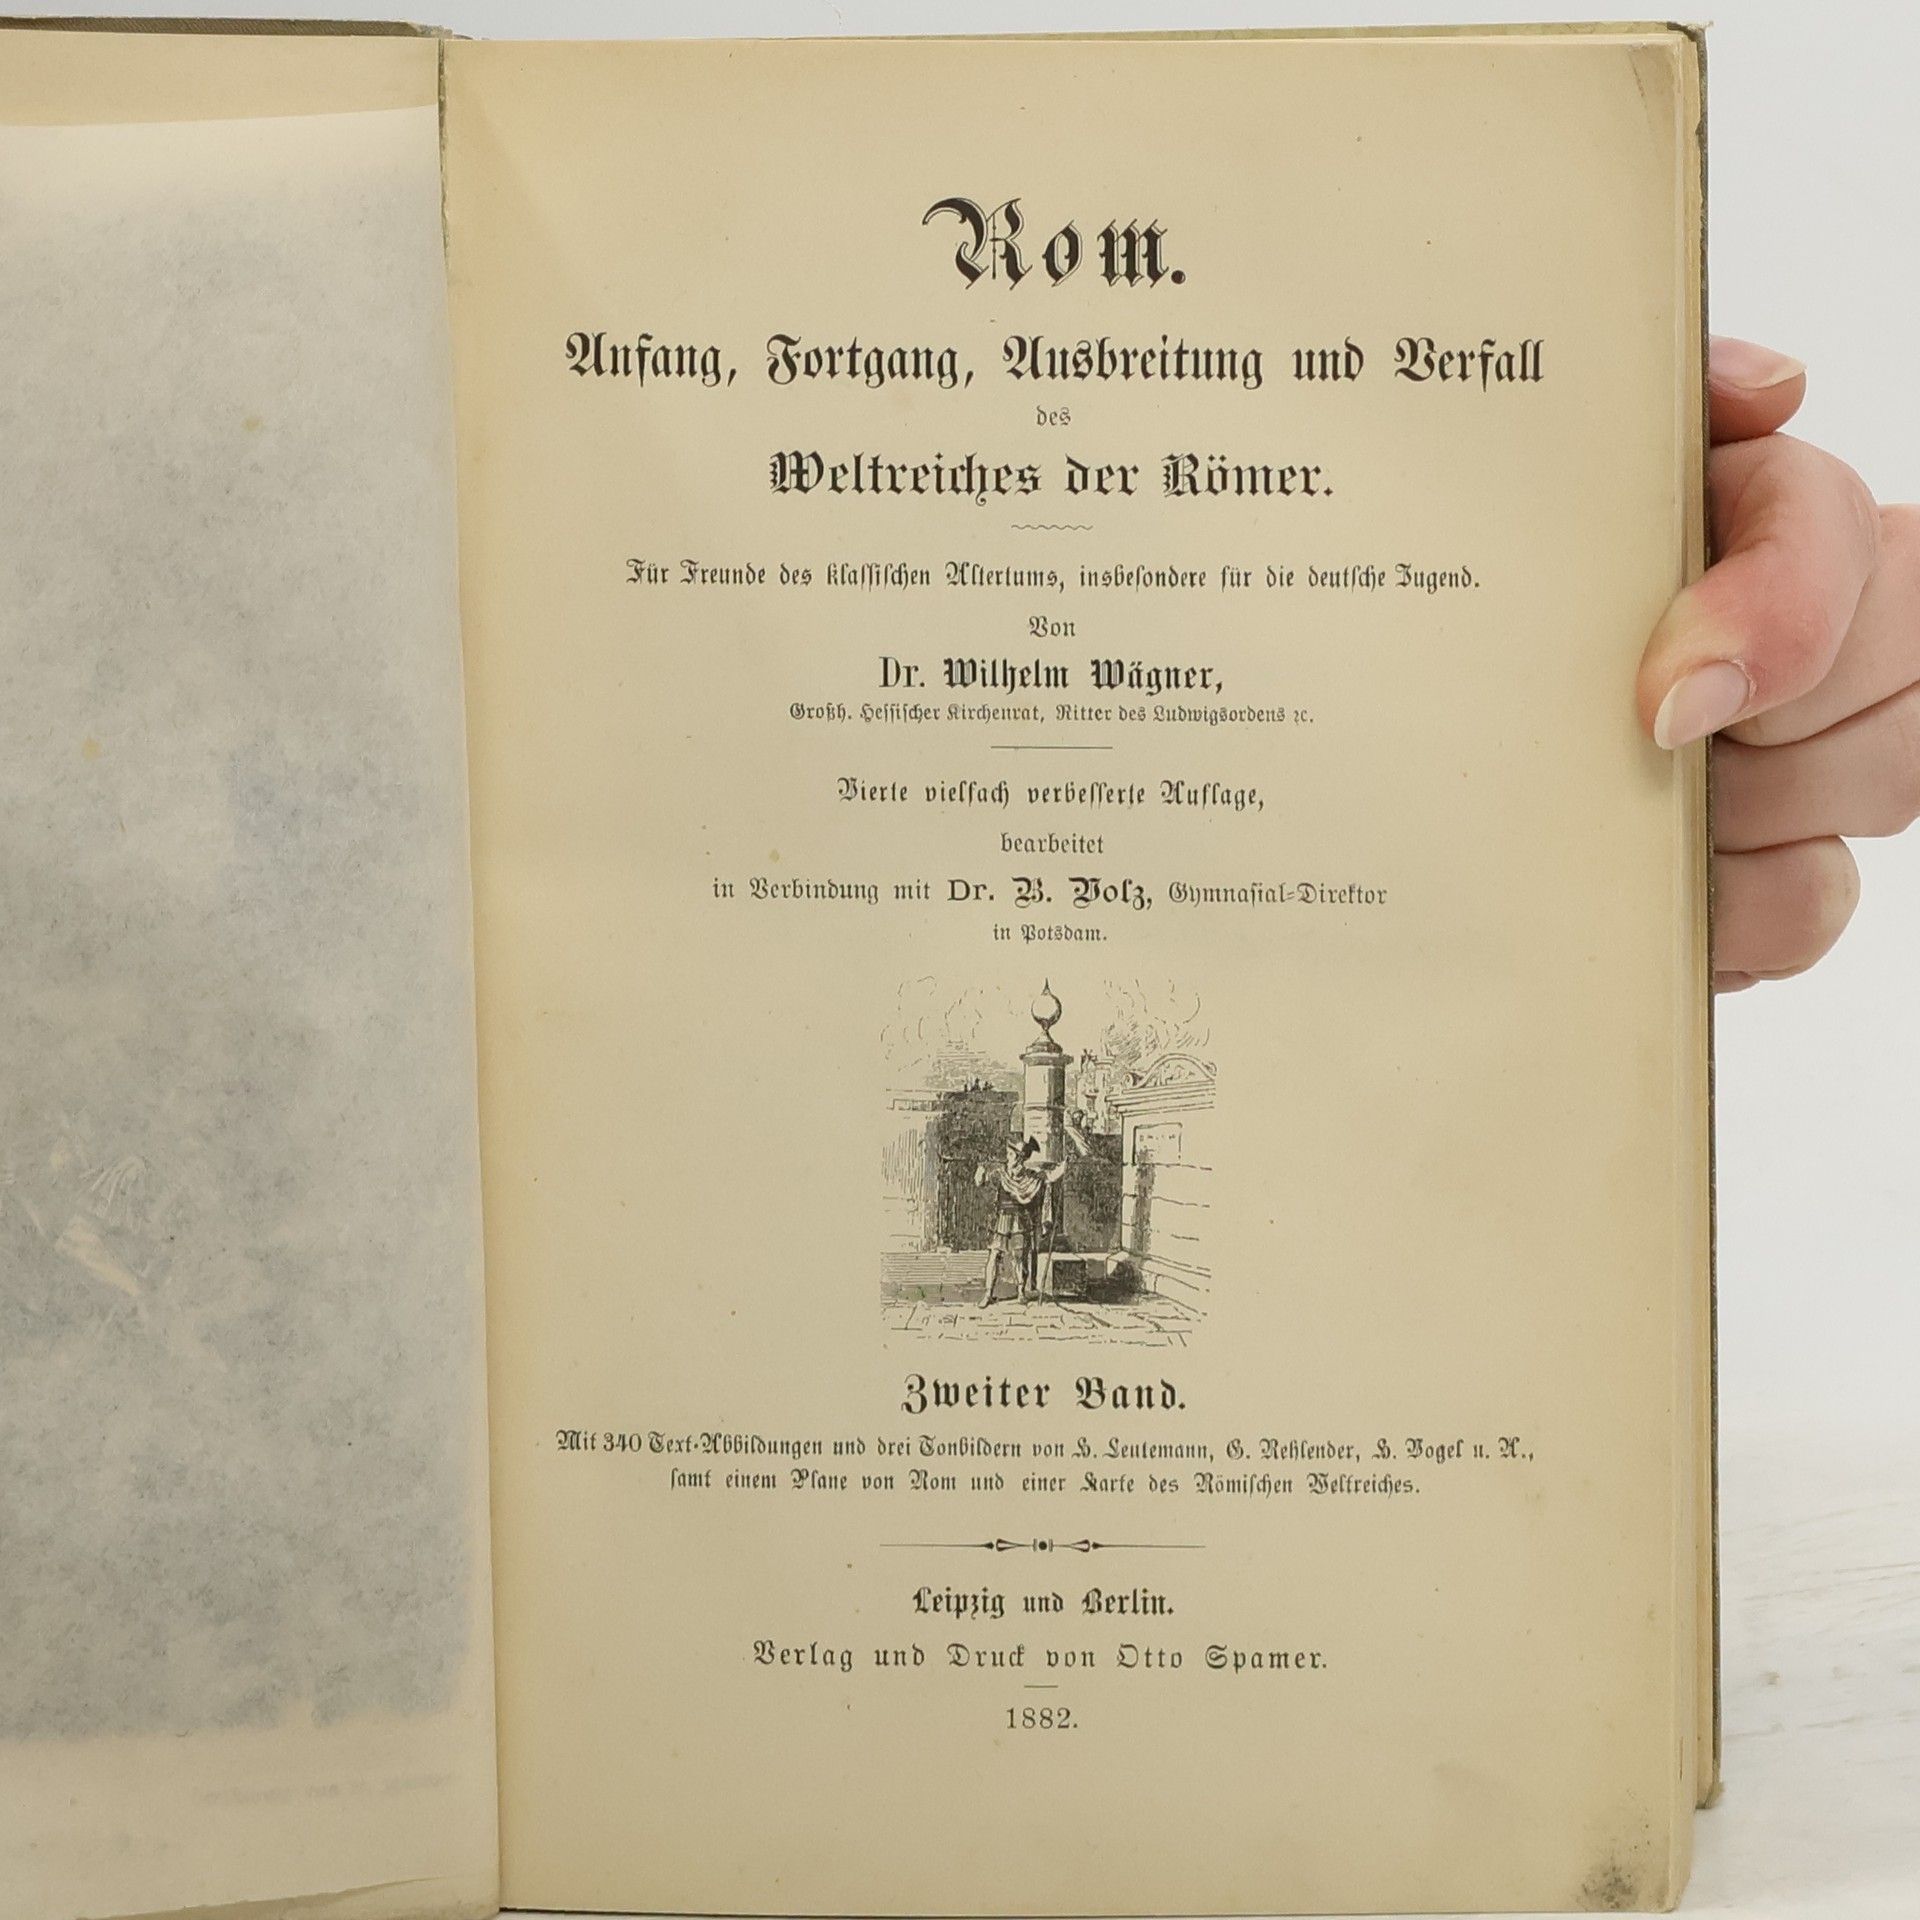 Rom.
Anfang, Fortgang, Ausbreitung und Verfall
des
Weltreiches der Römer.
Für Freunde des klassischen Altertums, insbesondere für die deutsche Jugend.
Von
Dr. Wilhelm Wägner,
Großh. Hessischer Kirchenrat, Ritter des Ludwigsordens ꝛc.
Vierte vielfach verbesserte Auflage,
bearbeitet
in Verbindung mit Dr. B. Volz, Gymnasial-Direktor
in Potsdam.
Zweiter Band.
Mit 340 Text-Abbildungen und drei Tonbildern von H. Leutemann, G. Rehlender, H. Vogel u. A.,
samt einem Plane von Rom und einer Karte des Römischen Weltreiches.
Leipzig und Berlin.
Verlag und Druck von Otto Spamer.
1882.